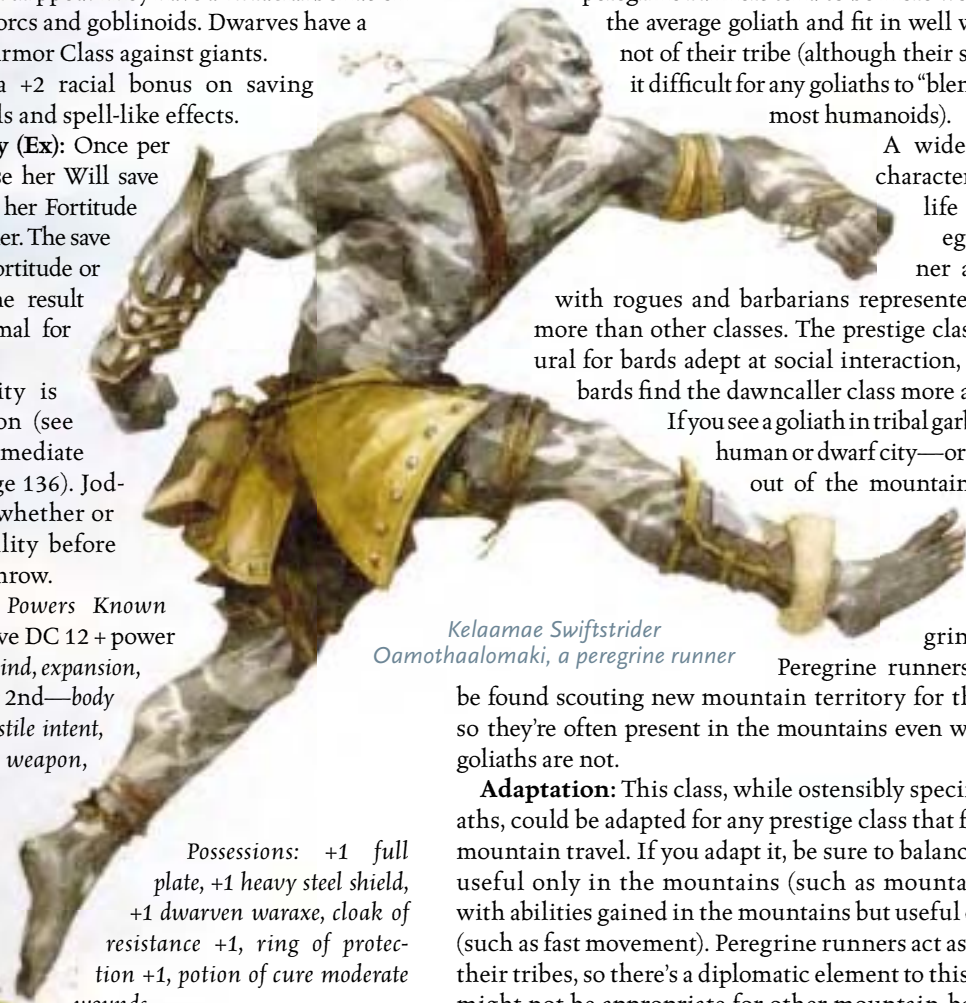 orcs and goblinoids. Dwarves have a
rmor Class against giants.
a +2 racial bonus on saving
ls and spell-like effects.
y (Ex): Once per
se her Will save
her Fortitude
er. The save
ortitude or
ne result
mal for
ity is
on (see
mmediate
ge 136). Jod-
whether or
ility before
hrow.
Powers Known
ve DC 12 + power
ind, expansion,
2nd—body
stile intent,
weapon,
Possessions: +1 full
plate, +1 heavy steel shield,
+1 dwarven waraxe, cloak of
resistance +1, ring of protec-
tion +1, potion of cure moderate
wounds
Kelaamae Swiftstrider
Oamothaalomaki, a peregrine runner
the average goliath and fit in well w
not of their tribe (although their s
it difficult for any goliaths to “blen
most humanoids).
A wide
character
life
eg
ner a
with rogues and barbarians represente
more than other classes. The prestige clas
ural for bards adept at social interaction,
bards find the dawncaller class more a
If you see a goliath in tribal garb
human or dwarf city—or
out of the mountain
grin
Peregrine runners
be found scouting new mountain territory for th
so they’re often present in the mountains even w
goliaths are not.
Adaptation: This class, while ostensibly speci
aths, could be adapted for any prestige class that f
mountain travel. If you adapt it, be sure to balanc
useful only in the mountains (such as mounta
with abilities gained in the mountains but useful
(such as fast movement). Peregrine runners act as
their tribes, so there’s a diplomatic element to this
might not be appropriate for other mountain-b